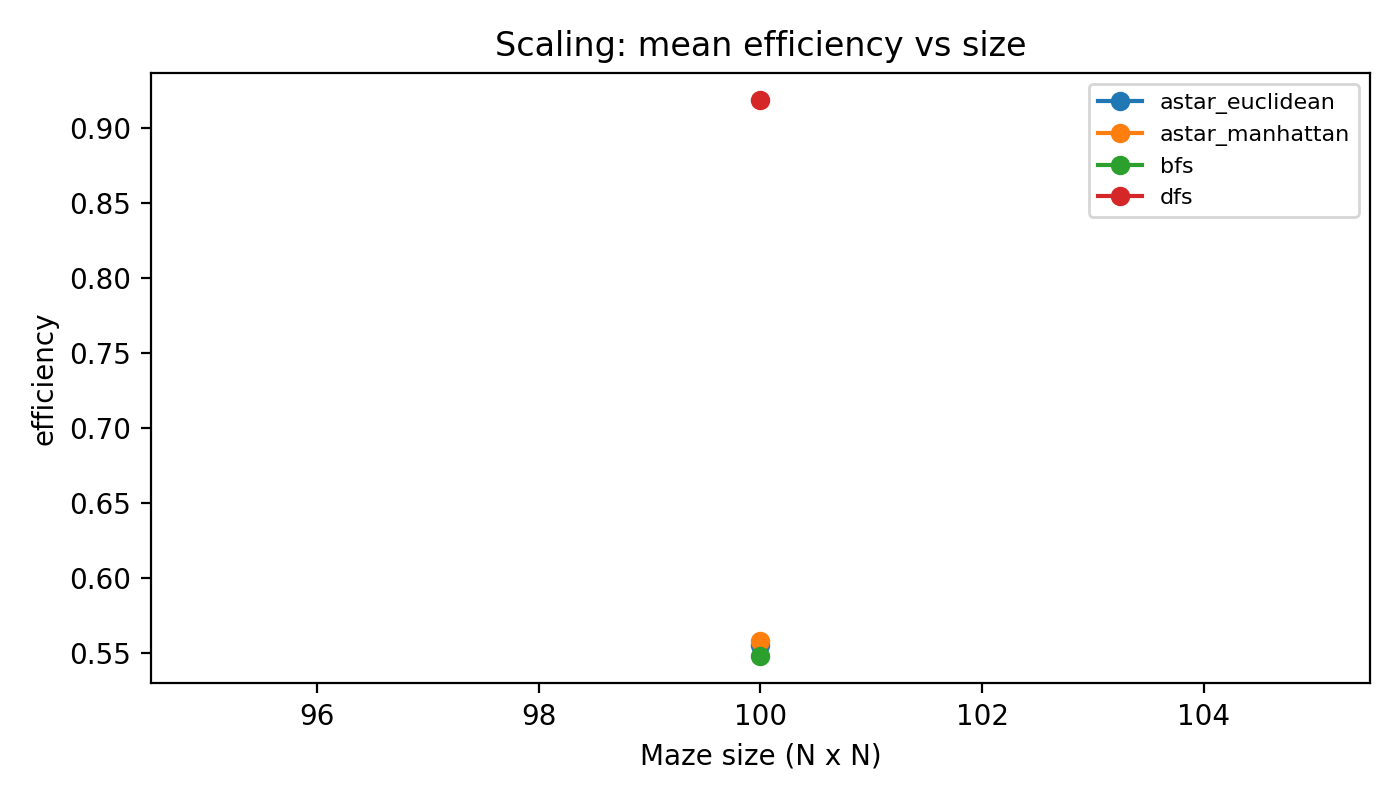 Scaling: mean efficiency vs size
astar_euclidean
astar_manhattan
bfs
dfs
0.90
0.85
0.80
0.75
0.70
0.65
0.60
0.55
efficiency
96 98 100 102 104
Maze size (N x N)